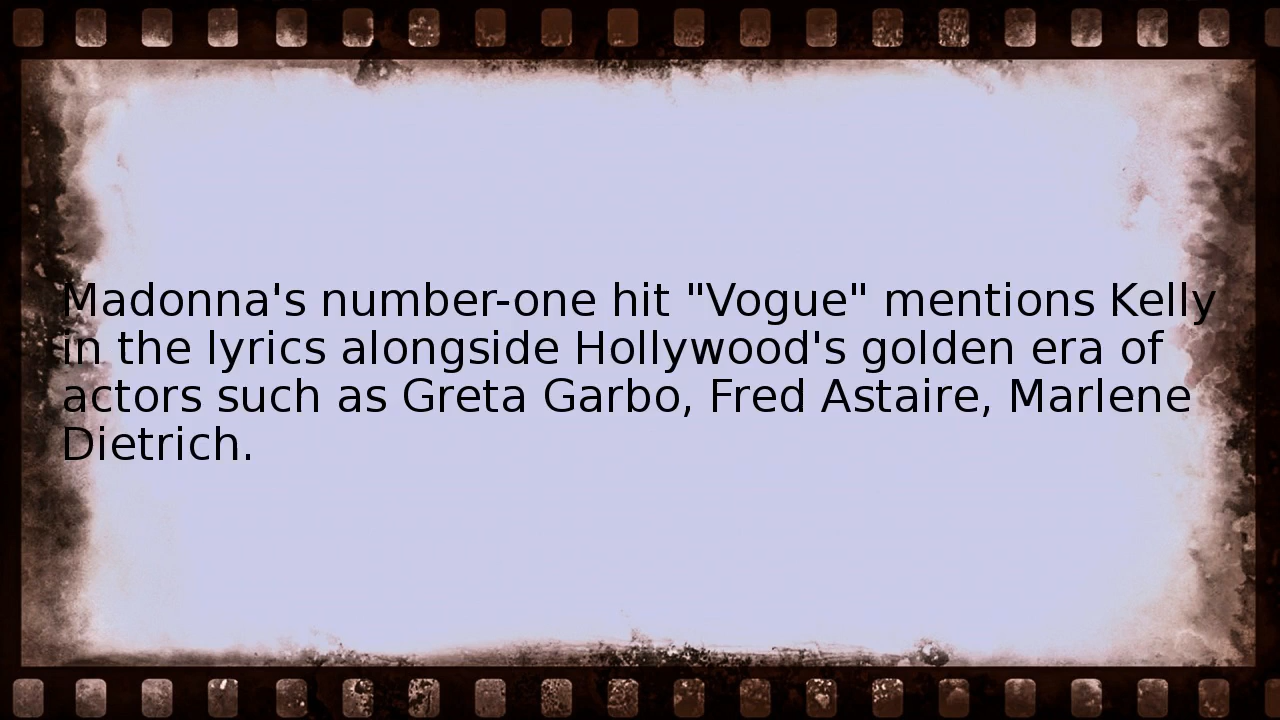 Madonna's number-one hit "Vogue" mentions Kelly
in the lyrics alongside Hollywood's golden era of
actors such as Greta Garbo, Fred Astaire, Marlene
Dietrich.